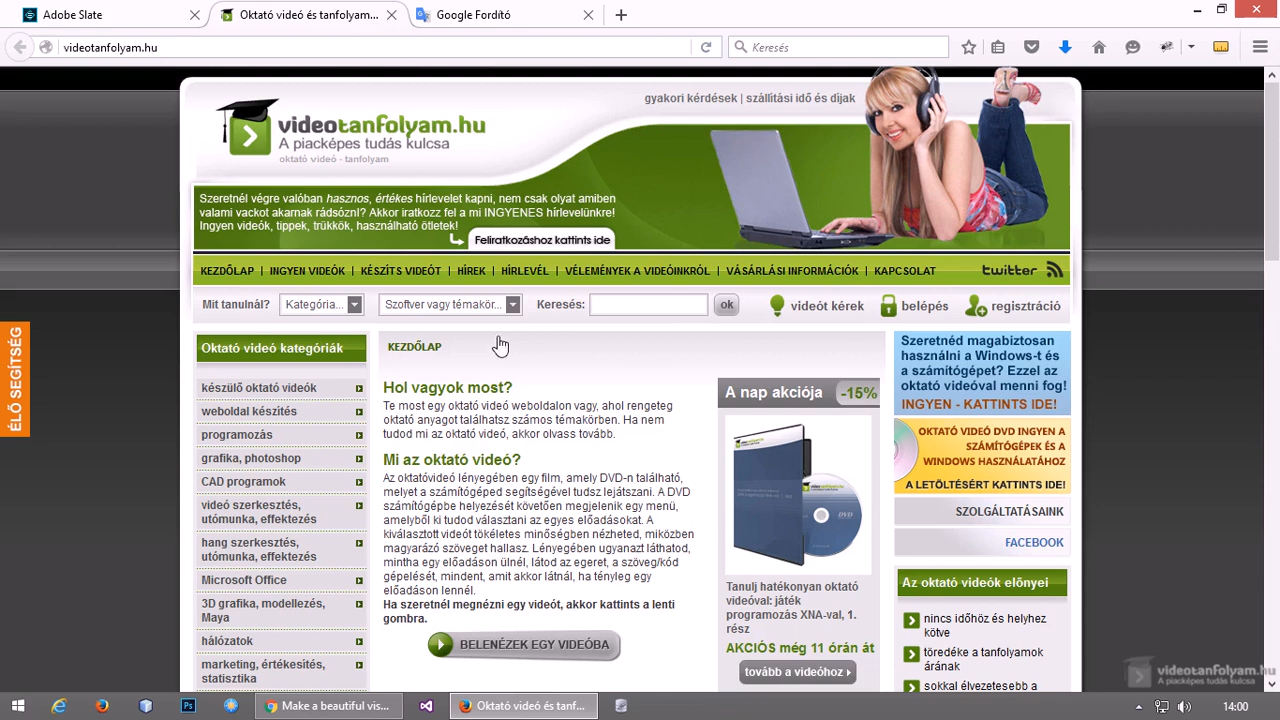 Adobe Slate
Oktató videó és tanfolyam...
Google Fordító
videotanfolyam.hu
Keresés
gyakori kérdések | szállítási idő és díjak
videotanfolyam.hu
A piacképes tudás kulcsa
oktató videó - tanfolyam
Szeretnél végre valóban hasznos, értékes hírlevelet kapni, nem csak olyat amiben
valami vackot akarnak rádsózni? Akkor iratkozz fel a mi INGYENES hírlevelünkre!
Ingyen videók, tippek, trükkök, használható ötletek!
Feliratkozáshoz kattints ide
KEZDŐLAP | INGYEN VIDEÓK | KÉSZÍTS VIDEÓT | HÍREK | HÍRLEVÉL | VÉLEMÉNYEK A VIDEÓINKRÓL | VÁSÁRLÁSI INFORMÁCIÓK | KAPCSOLAT
twitter
Mit tanulnál? Kategória... Szoftver vagy témakör... Keresés: ok videót kérek belépés regisztráció
ÉLŐ SEGÍTSÉG
Oktató videó kategóriák
készülő oktató videók
weboldal készítés
programozás
grafika, photoshop
CAD programok
videó szerkesztés,
utómunka, effektezés
hang szerkesztés,
utómunka, effektezés
Microsoft Office
3D grafika, modellezés,
Maya
hálózatok
marketing, értékesítés,
statisztika
KEZDŐLAP
Hol vagyok most?
Te most egy oktató videó weboldalon vagy, ahol rengeteg
oktató anyagot találhatsz számos témakörben. Ha nem
tudod mi az oktató videó, akkor olvass tovább.
Mi az oktató videó?
Az oktatóvideó lényegében egy film, amely DVD-n található,
melyet a számítógéped segítségével tudsz lejátszani. A DVD
számítógépbe helyezését követően megjelenik egy menü,
amelyből ki tudod választani az egyes előadásokat. A
kiválasztott videót tökéletes minőségben nézheted, miközben
magyarázó szöveget hallasz. Lényegében ugyanazt láthatod,
mintha egy előadáson ülnél, látod az egeret, a szöveg/kód
gépelését, mindent, amit akkor látnál, ha tényleg egy
előadáson lennél.
Ha szeretnél megnézni egy videót, akkor kattints a lenti
gombra.
BELENÉZEK EGY VIDEÓBA
A nap akciója -15%
DVD
Tanulj hatékonyan oktató
videóval: játék
programozás XNA-val, 1.
rész
AKCIÓS még 11 órán át
tovább a videóhoz
Szeretnéd magabiztosan
használni a Windows-t és
a számítógépet? Ezzel az
oktató videóval menni fog!
INGYEN - KATTINTS IDE!
OKTATÓ VIDEÓ DVD INGYEN A
SZÁMÍTÓGÉPEK ÉS A
WINDOWS HASZNÁLATÁHOZ
A LETÖLTÉSÉRT KATTINTS IDE!
SZOLGÁLTATÁSAINK
FACEBOOK
Az oktató videók előnyei
nincs időhöz és helyhez
kötve
töredéke a tanfolyamok
árának
sokkal élvezetesebb a
videotanfolyam.hu
A piacképes tudás kulcsa
Make a beautiful vis...
Oktató videó és tanf...
14:00